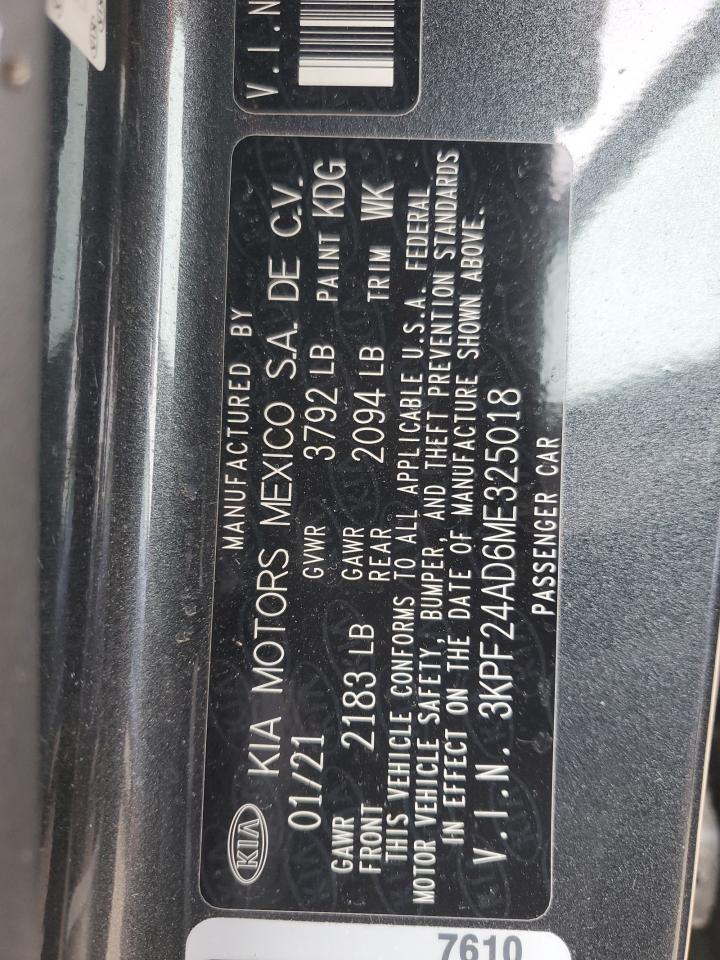 V.I.N
MANUFACTURED BY
KIA KIA MOTORS MEXICO S.A. DE C.V.
01/21 GVWR 3792 LB PAINT KDG
GAWR FRONT 2183 LB GAWR REAR 2094 LB TRIM WK
THIS VEHICLE CONFORMS TO ALL APPLICABLE U.S.A. FEDERAL
MOTOR VEHICLE SAFETY, BUMPER, AND THEFT PREVENTION STANDARDS
IN EFFECT ON THE DATE OF MANUFACTURE SHOWN ABOVE.
V.I.N. 3KPF24AD6ME325018
PASSENGER CAR
7610